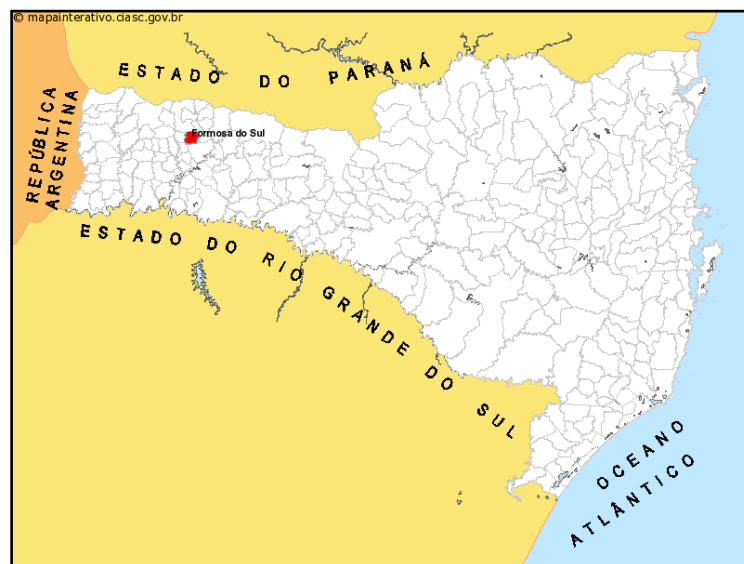 © mapainterativo.ciasc.gov.br
ESTADO DO PARANÁ
REPÚBLICA
ARGENTINA
Formosa do Sul
ESTADO DO RIO GRANDE DO SUL
OCEANO
ATLÂNTICO